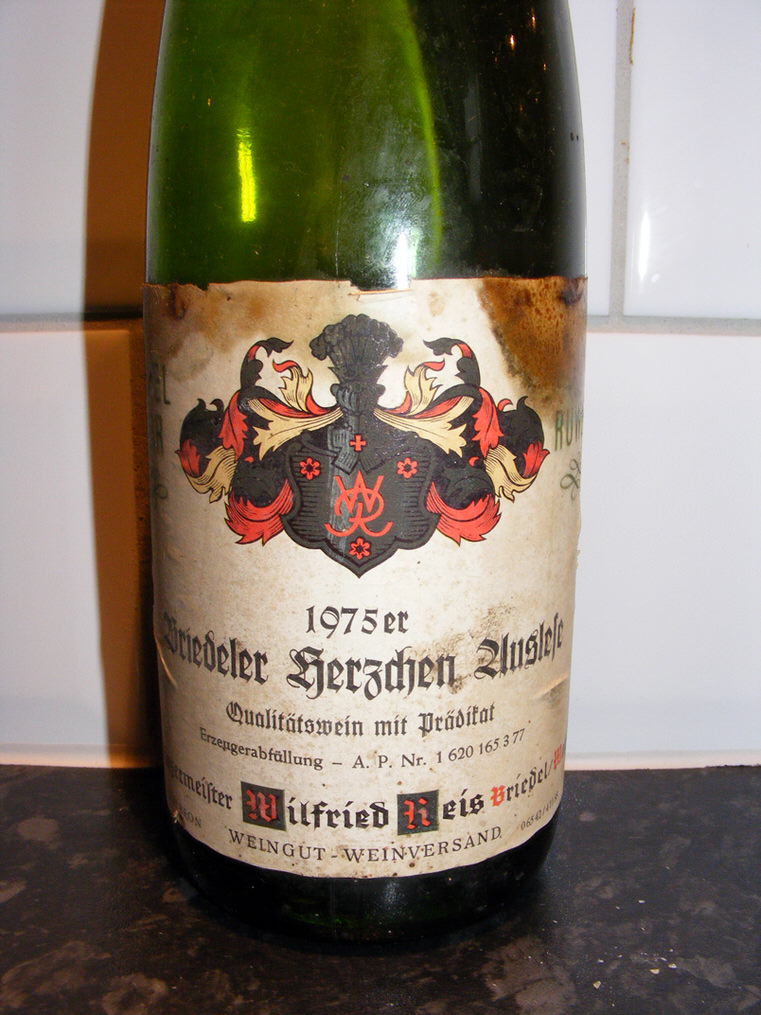 WR
1975er
Briedeler Herzchen Auslese
Qualitätswein mit Prädikat
Erzeugerabfüllung – A. P. Nr. 1 620 165 3 77
Wilfried Reis Briedel/
WEINGUT - WEINVERSAND